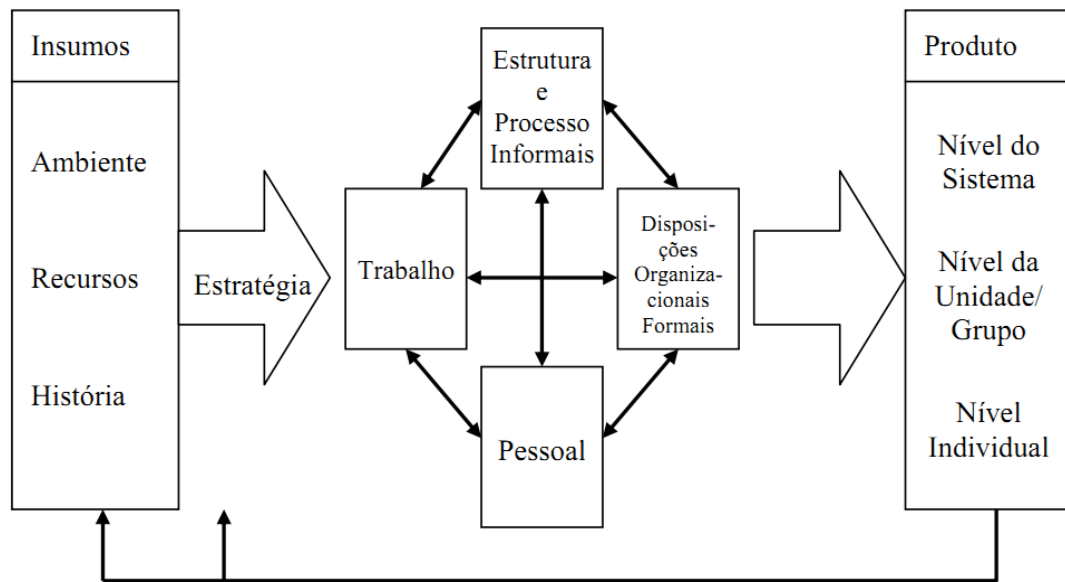 Insumos
Ambiente
Recursos
História
Estratégia
Estrutura
e
Processo
Informais
Trabalho
Disposi-
ções
Organiza-
cionais
Formais
Pessoal
Produto
Nível do
Sistema
Nível da
Unidade/
Grupo
Nível
Individual